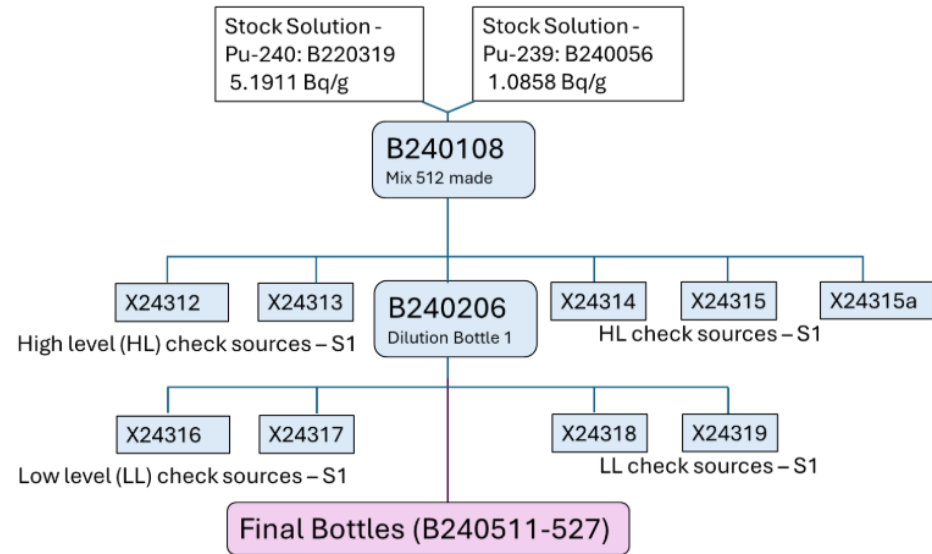 Stock Solution -
Pu-240: B220319
5.1911 Bq/g
Stock Solution -
Pu-239: B240056
1.0858 Bq/g
B240108
Mix 512 made
X24312
X24313
B240206
Dilution Bottle 1
X24314
X24315
X24315a
High level (HL) check sources – S1
HL check sources – S1
X24316
X24317
X24318
X24319
Low level (LL) check sources – S1
LL check sources – S1
Final Bottles (B240511-527)